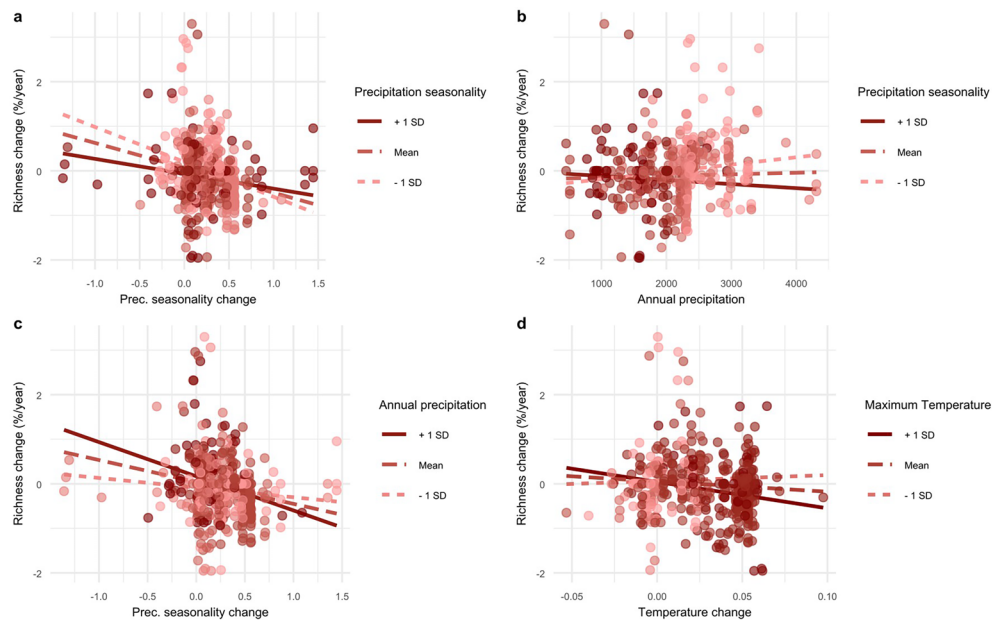 a
Richness change (%/year)
2
0
-2
-1.0 -0.5 0.0 0.5 1.0 1.5
Prec. seasonality change
Precipitation seasonality
+ 1 SD
Mean
- 1 SD
b
Richness change (%/year)
2
0
-2
1000 2000 3000 4000
Annual precipitation
Precipitation seasonality
+ 1 SD
Mean
- 1 SD
c
Richness change (%/year)
2
0
-2
-1.0 -0.5 0.0 0.5 1.0 1.5
Prec. seasonality change
Annual precipitation
+ 1 SD
Mean
- 1 SD
d
Richness change (%/year)
2
0
-2
-0.05 0.00 0.05 0.10
Temperature change
Maximum Temperature
+ 1 SD
Mean
- 1 SD